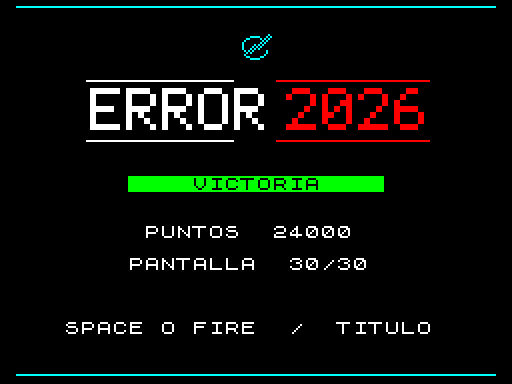 ERROR 2026
VICTORIA
PUNTOS 24000
PANTALLA 30/30
SPACE O FIRE / TITULO